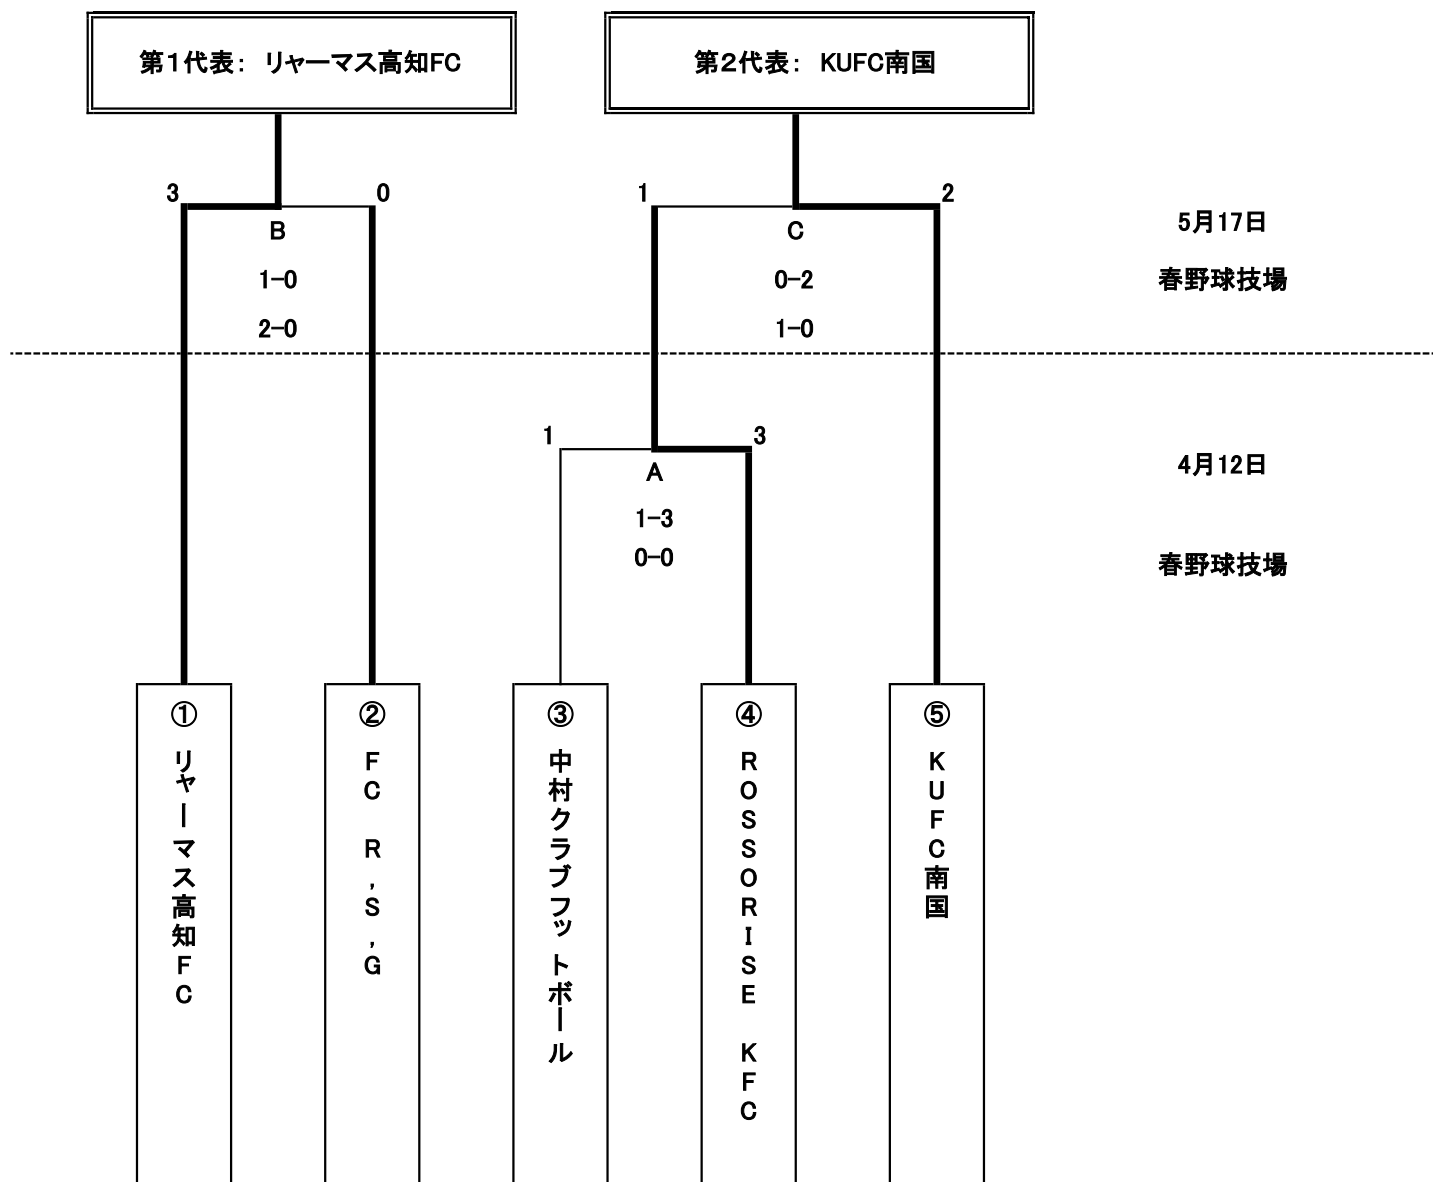 第1代表： リャーマス高知FC
第2代表： KUFC南国
3
0
1
2
B
C
5月17日
1-0
0-2
春野球技場
2-0
1-0
1
3
A
4月12日
1-3
0-0
春野球技場
①
リャーマス高知FC
②
FC R,S,G
③
中村クラブフットボール
④
ROSSORISE KFC
⑤
KUFC南国